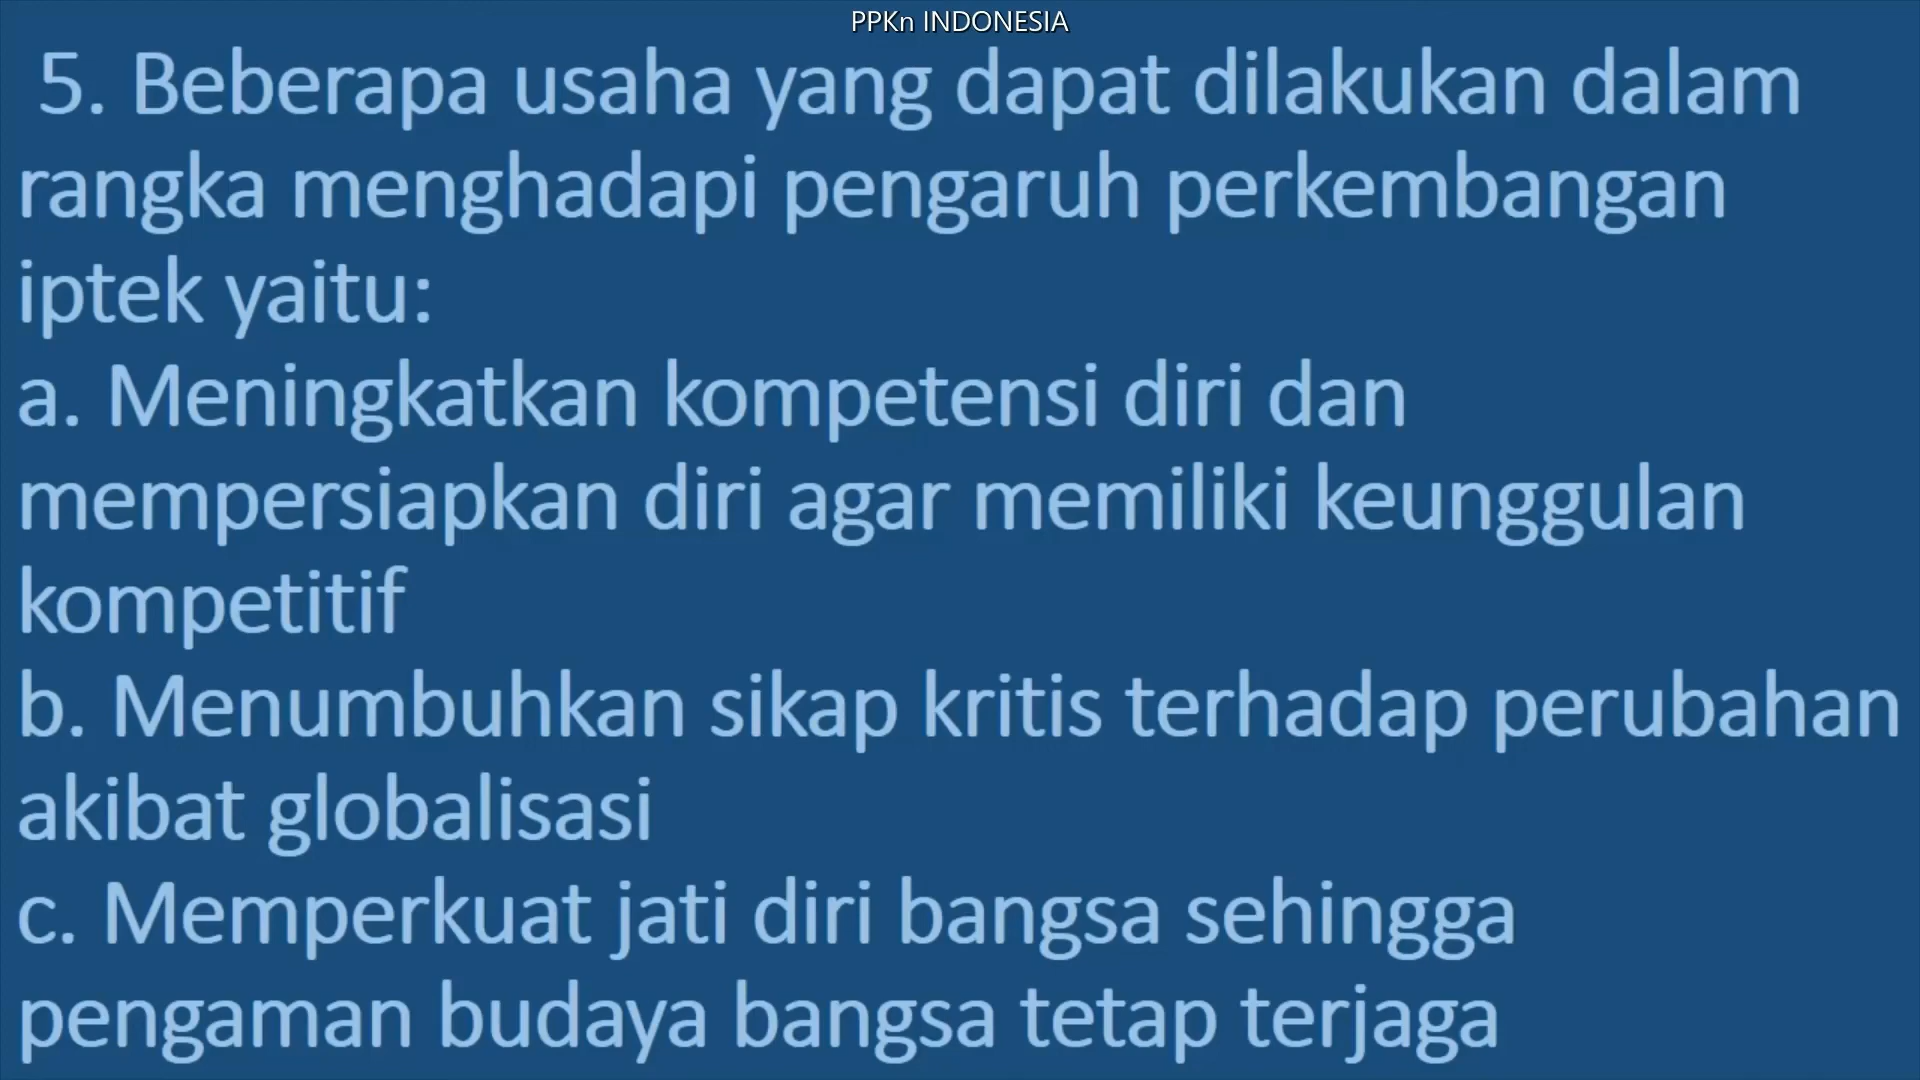 PPKn INDONESIA
5. Beberapa usaha yang dapat dilakukan dalam
rangka menghadapi pengaruh perkembangan
iptek yaitu:
a. Meningkatkan kompetensi diri dan
mempersiapkan diri agar memiliki keunggulan
kompetitif
b. Menumbuhkan sikap kritis terhadap perubahan
akibat globalisasi
c. Memperkuat jati diri bangsa sehingga
pengaman budaya bangsa tetap terjaga